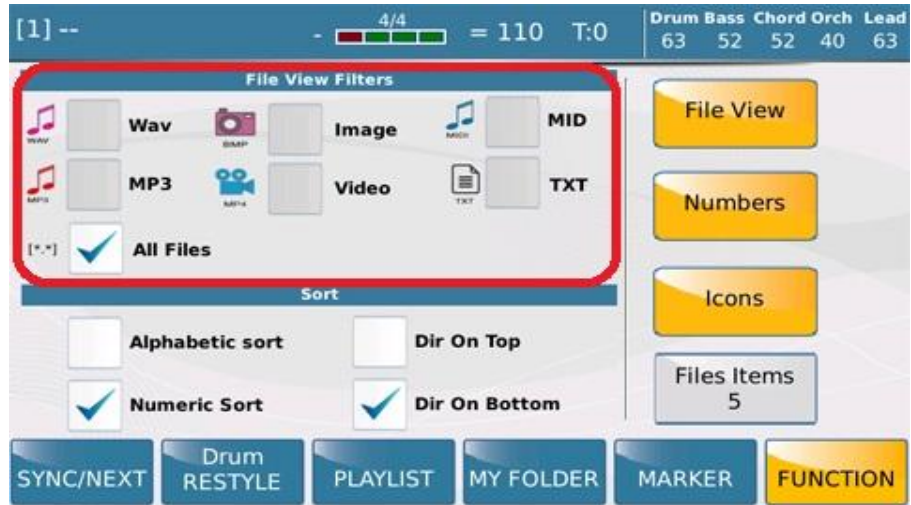 [1] --
4/4
- = 110 T:0
Drum Bass Chord Orch Lead
63 52 52 40 63
File View Filters
WAV Wav BMP Image MIDI MID
MP3 MP3 MP4 Video TXT TXT
[*.*] All Files
Sort
Alphabetic sort Dir On Top
Numeric Sort Dir On Bottom
File View
Numbers
Icons
Files Items
5
SYNC/NEXT
Drum
RESTYLE
PLAYLIST
MY FOLDER
MARKER
FUNCTION